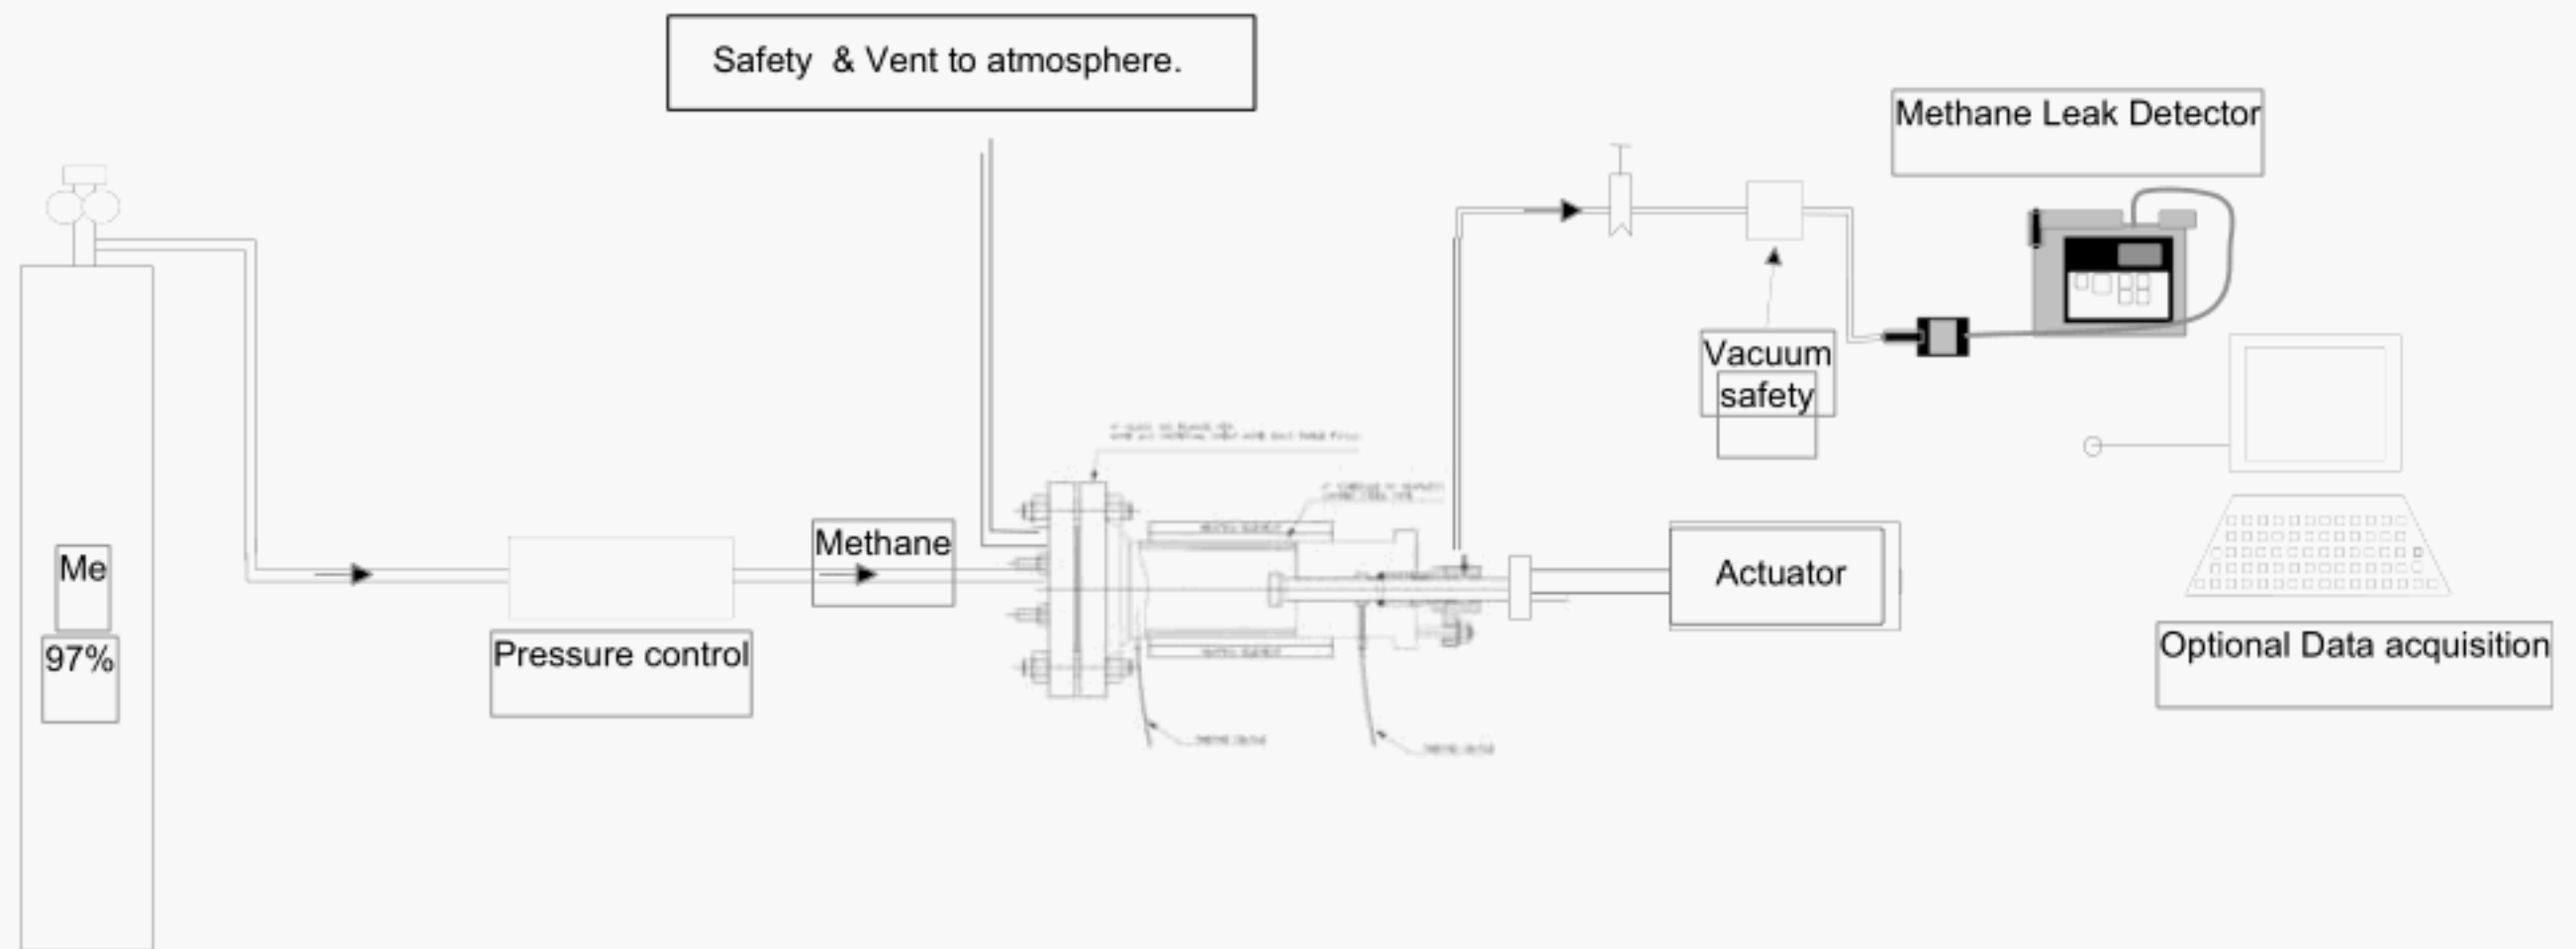 Safety & Vent to atmosphere.
Methane Leak Detector
Vacuum
safety
Methane
Me
Actuator
97%
Pressure control
Optional Data acquisition